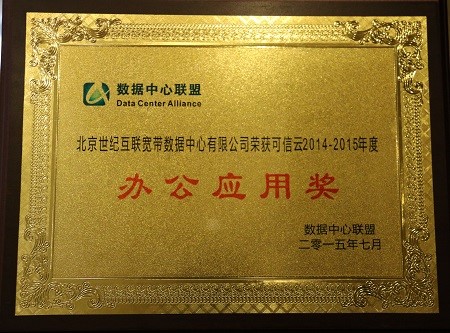 数据中心联盟
Data Center Alliance
北京世纪互联宽带数据中心有限公司荣获可信云2014-2015年度
办公应用奖
数据中心联盟
二零一五年七月